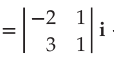 = | −2 1 | i ·
| 3 1 |